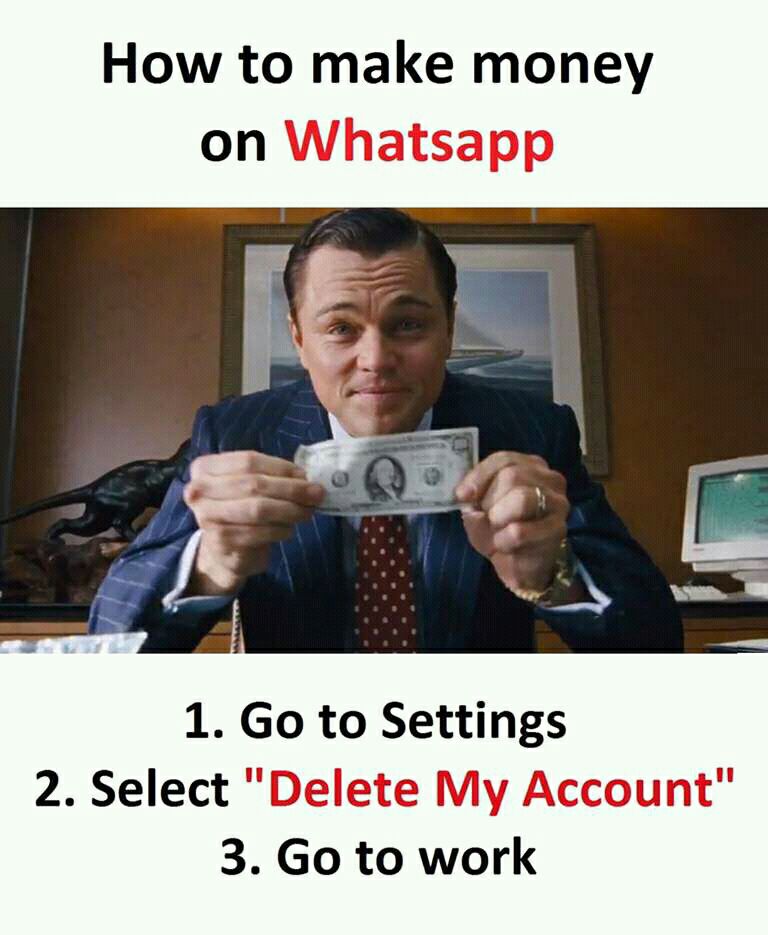 How to make money
on Whatsapp
1. Go to Settings
2. Select "Delete My Account"
3. Go to work